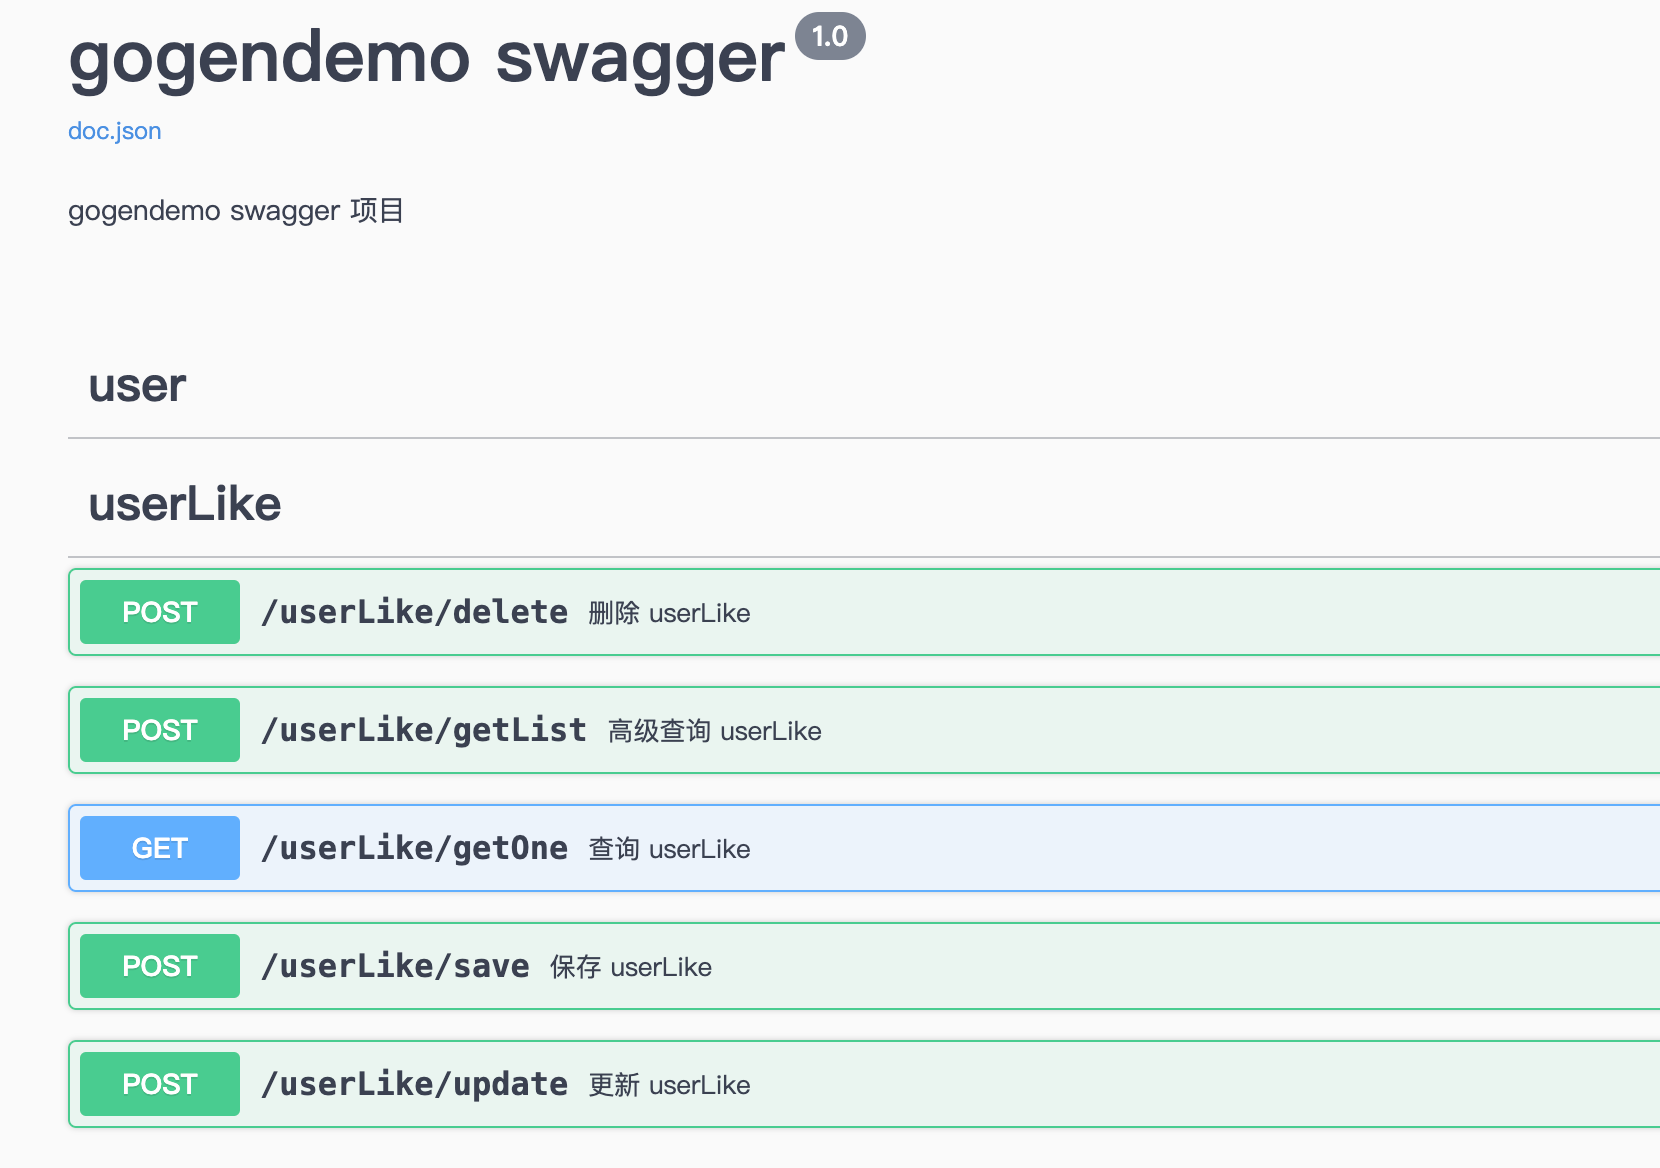 gogendemo swagger 1.0
doc.json
gogendemo swagger 项目
user
userLike
POST /userLike/delete 删除 userLike
POST /userLike/getList 高级查询 userLike
GET /userLike/getOne 查询 userLike
POST /userLike/save 保存 userLike
POST /userLike/update 更新 userLike